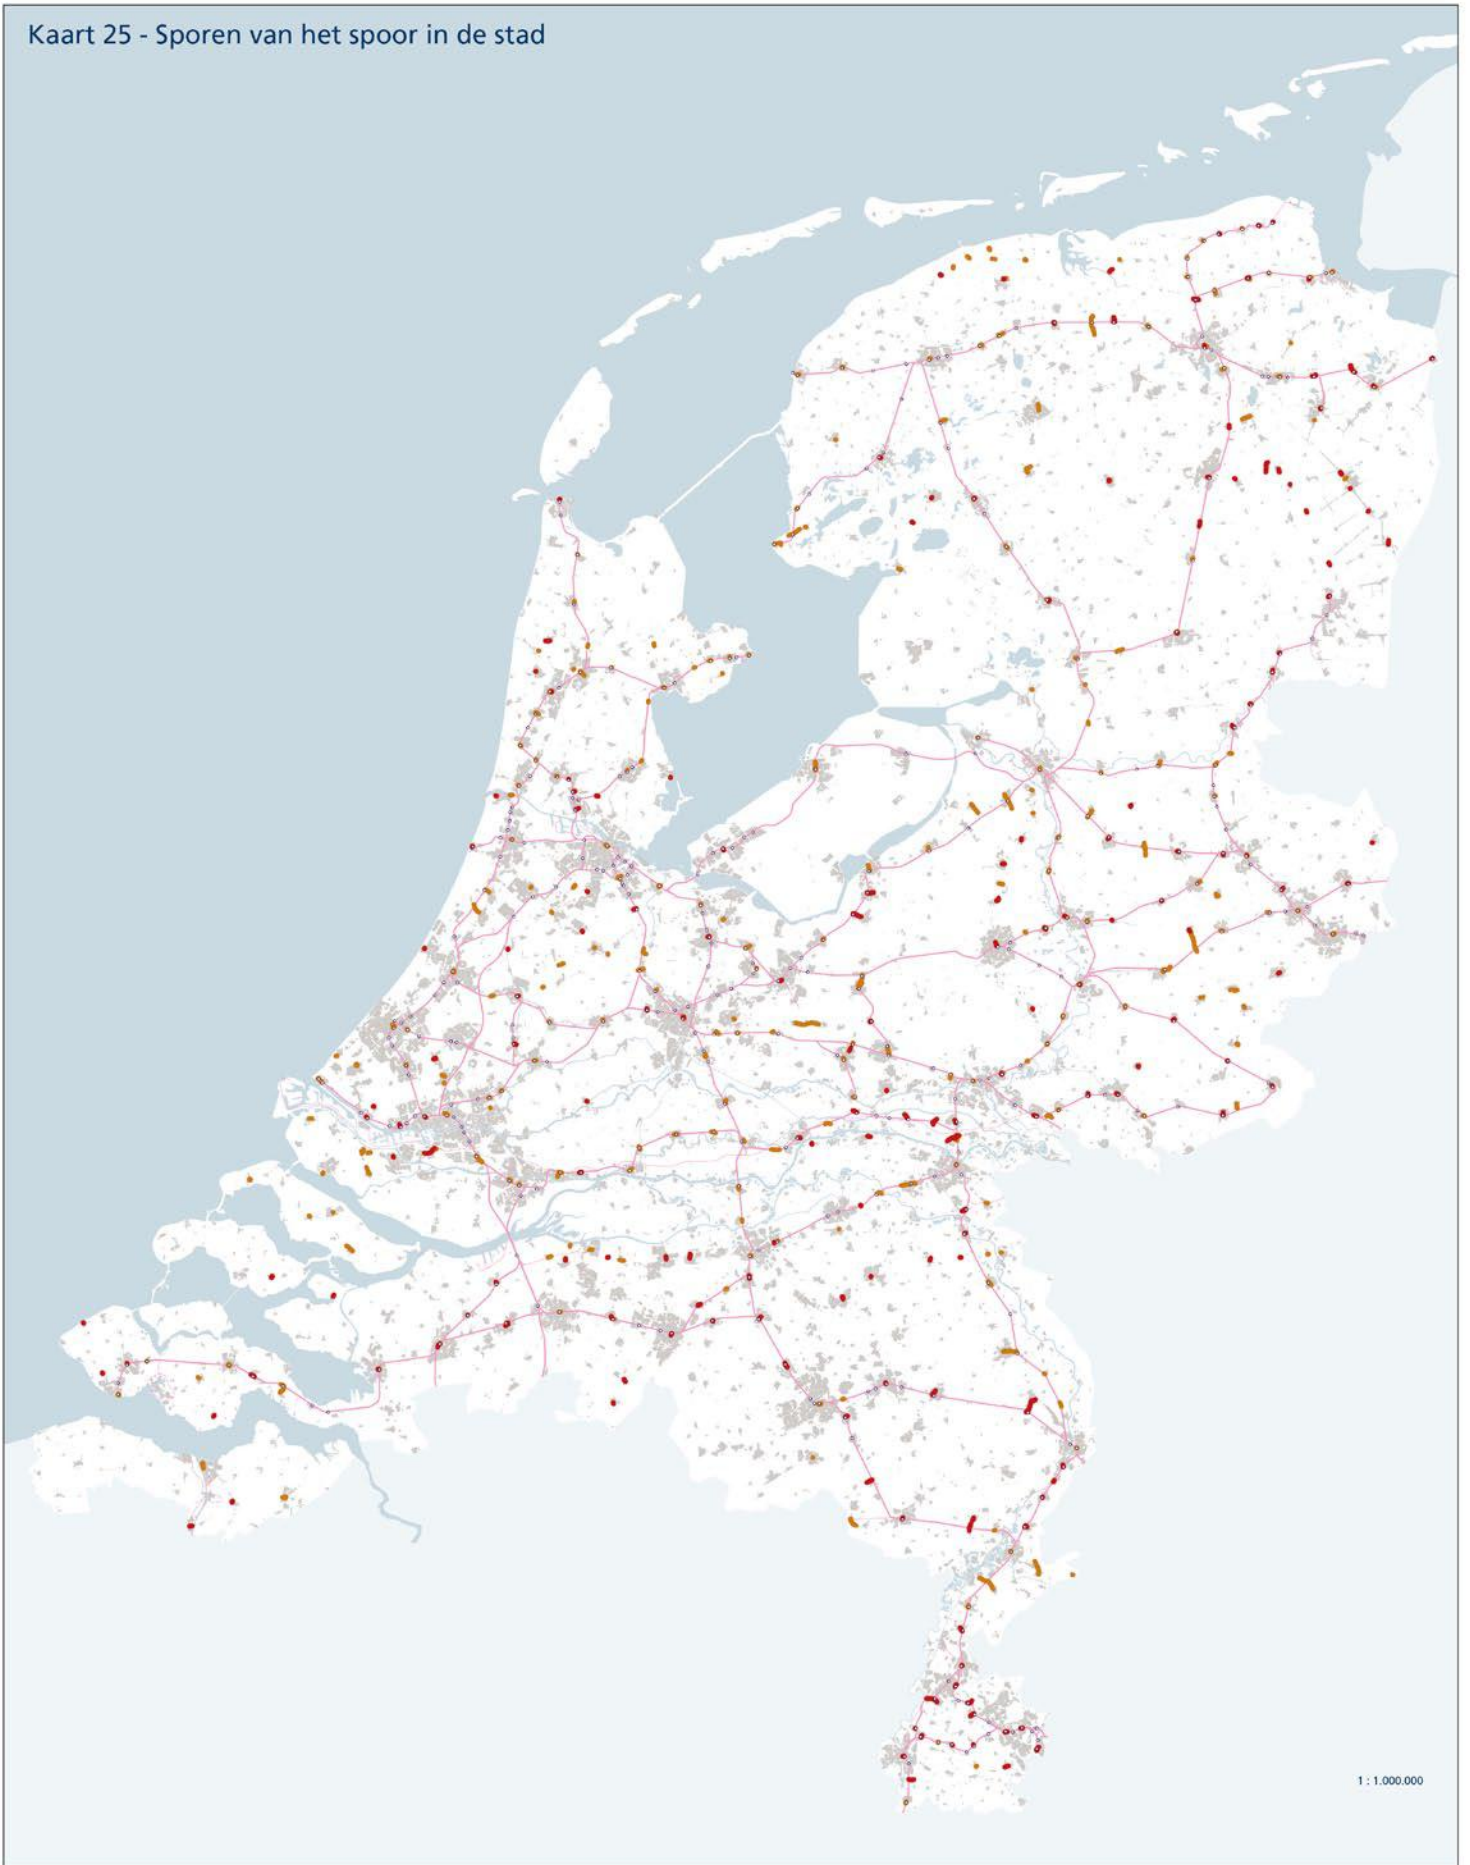 Kaart 25 - Sporen van het spoor in de stad
1 : 1.000.000